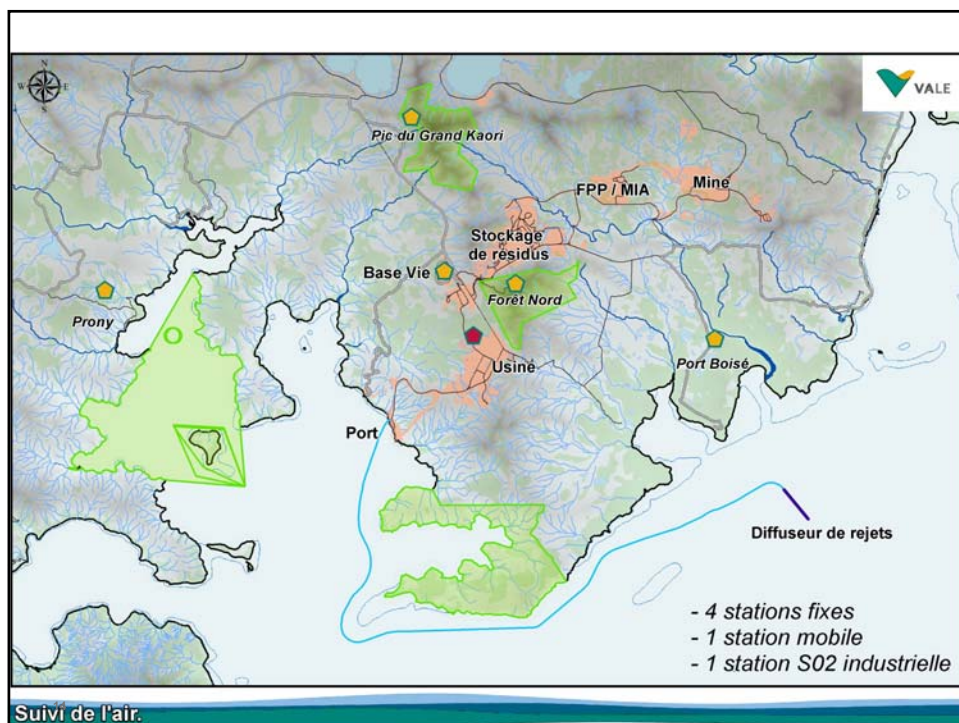 VALE
N
W
E
S
Pic du Grand Kaori
FPP / MIA
Mine
Stockage
de résidus
Base Vie
Forêt Nord
Prony
Usine
Port Boisé
Port
Diffuseur de rejets
- 4 stations fixes
- 1 station mobile
- 1 station S02 industrielle
Suivi de l'air.